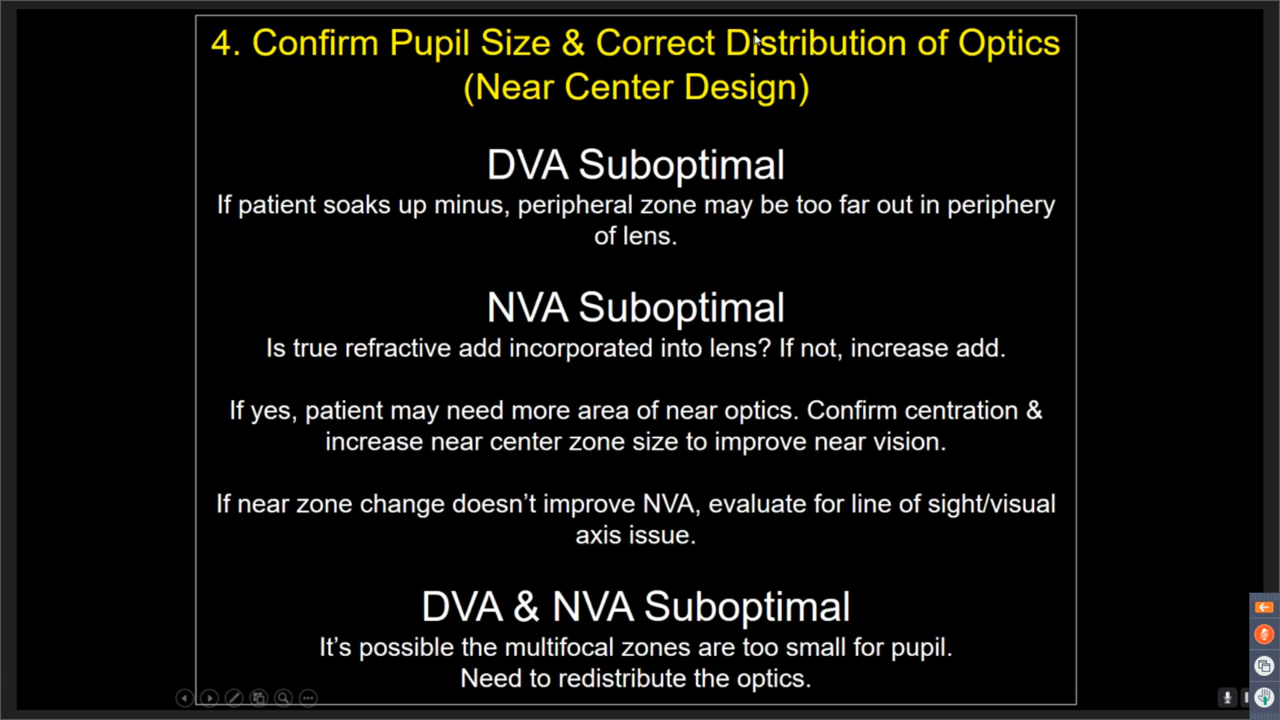 4. Confirm Pupil Size & Correct Distribution of Optics
(Near Center Design)
DVA Suboptimal
If patient soaks up minus, peripheral zone may be too far out in periphery
of lens.
NVA Suboptimal
Is true refractive add incorporated into lens? If not, increase add.
If yes, patient may need more area of near optics. Confirm centration &
increase near center zone size to improve near vision.
If near zone change doesn’t improve NVA, evaluate for line of sight/visual
axis issue.
DVA & NVA Suboptimal
It’s possible the multifocal zones are too small for pupil.
Need to redistribute the optics.